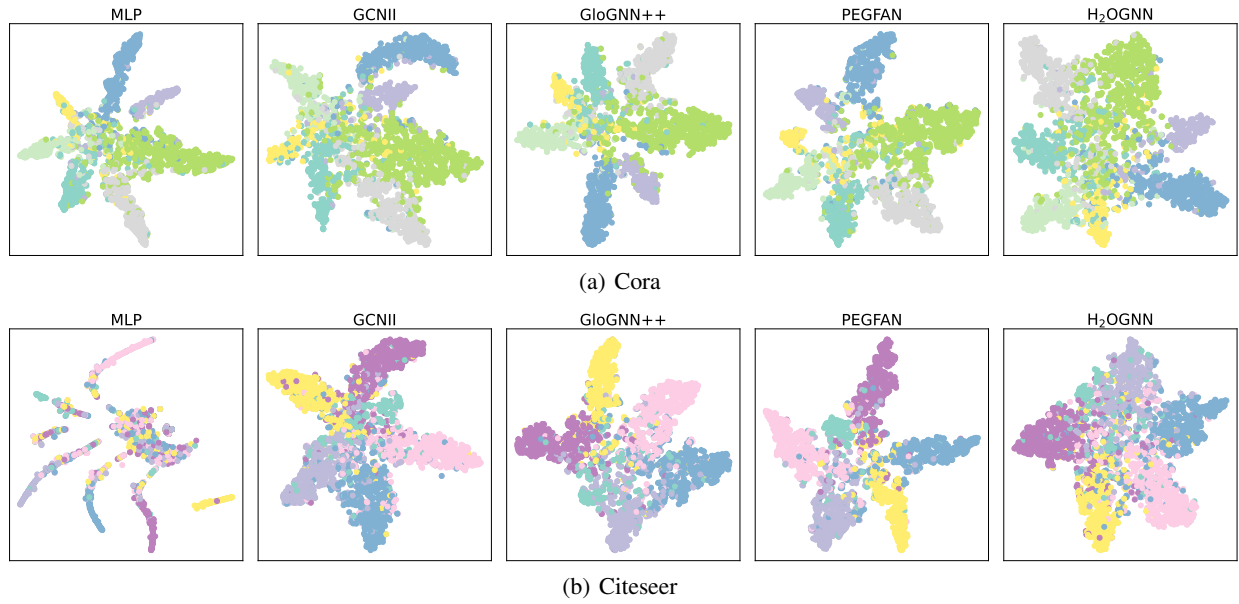 MLP GCNII GloGNN++ PEGFAN H₂OGNN
(a) Cora
MLP GCNII GloGNN++ PEGFAN H₂OGNN
(b) Citeseer